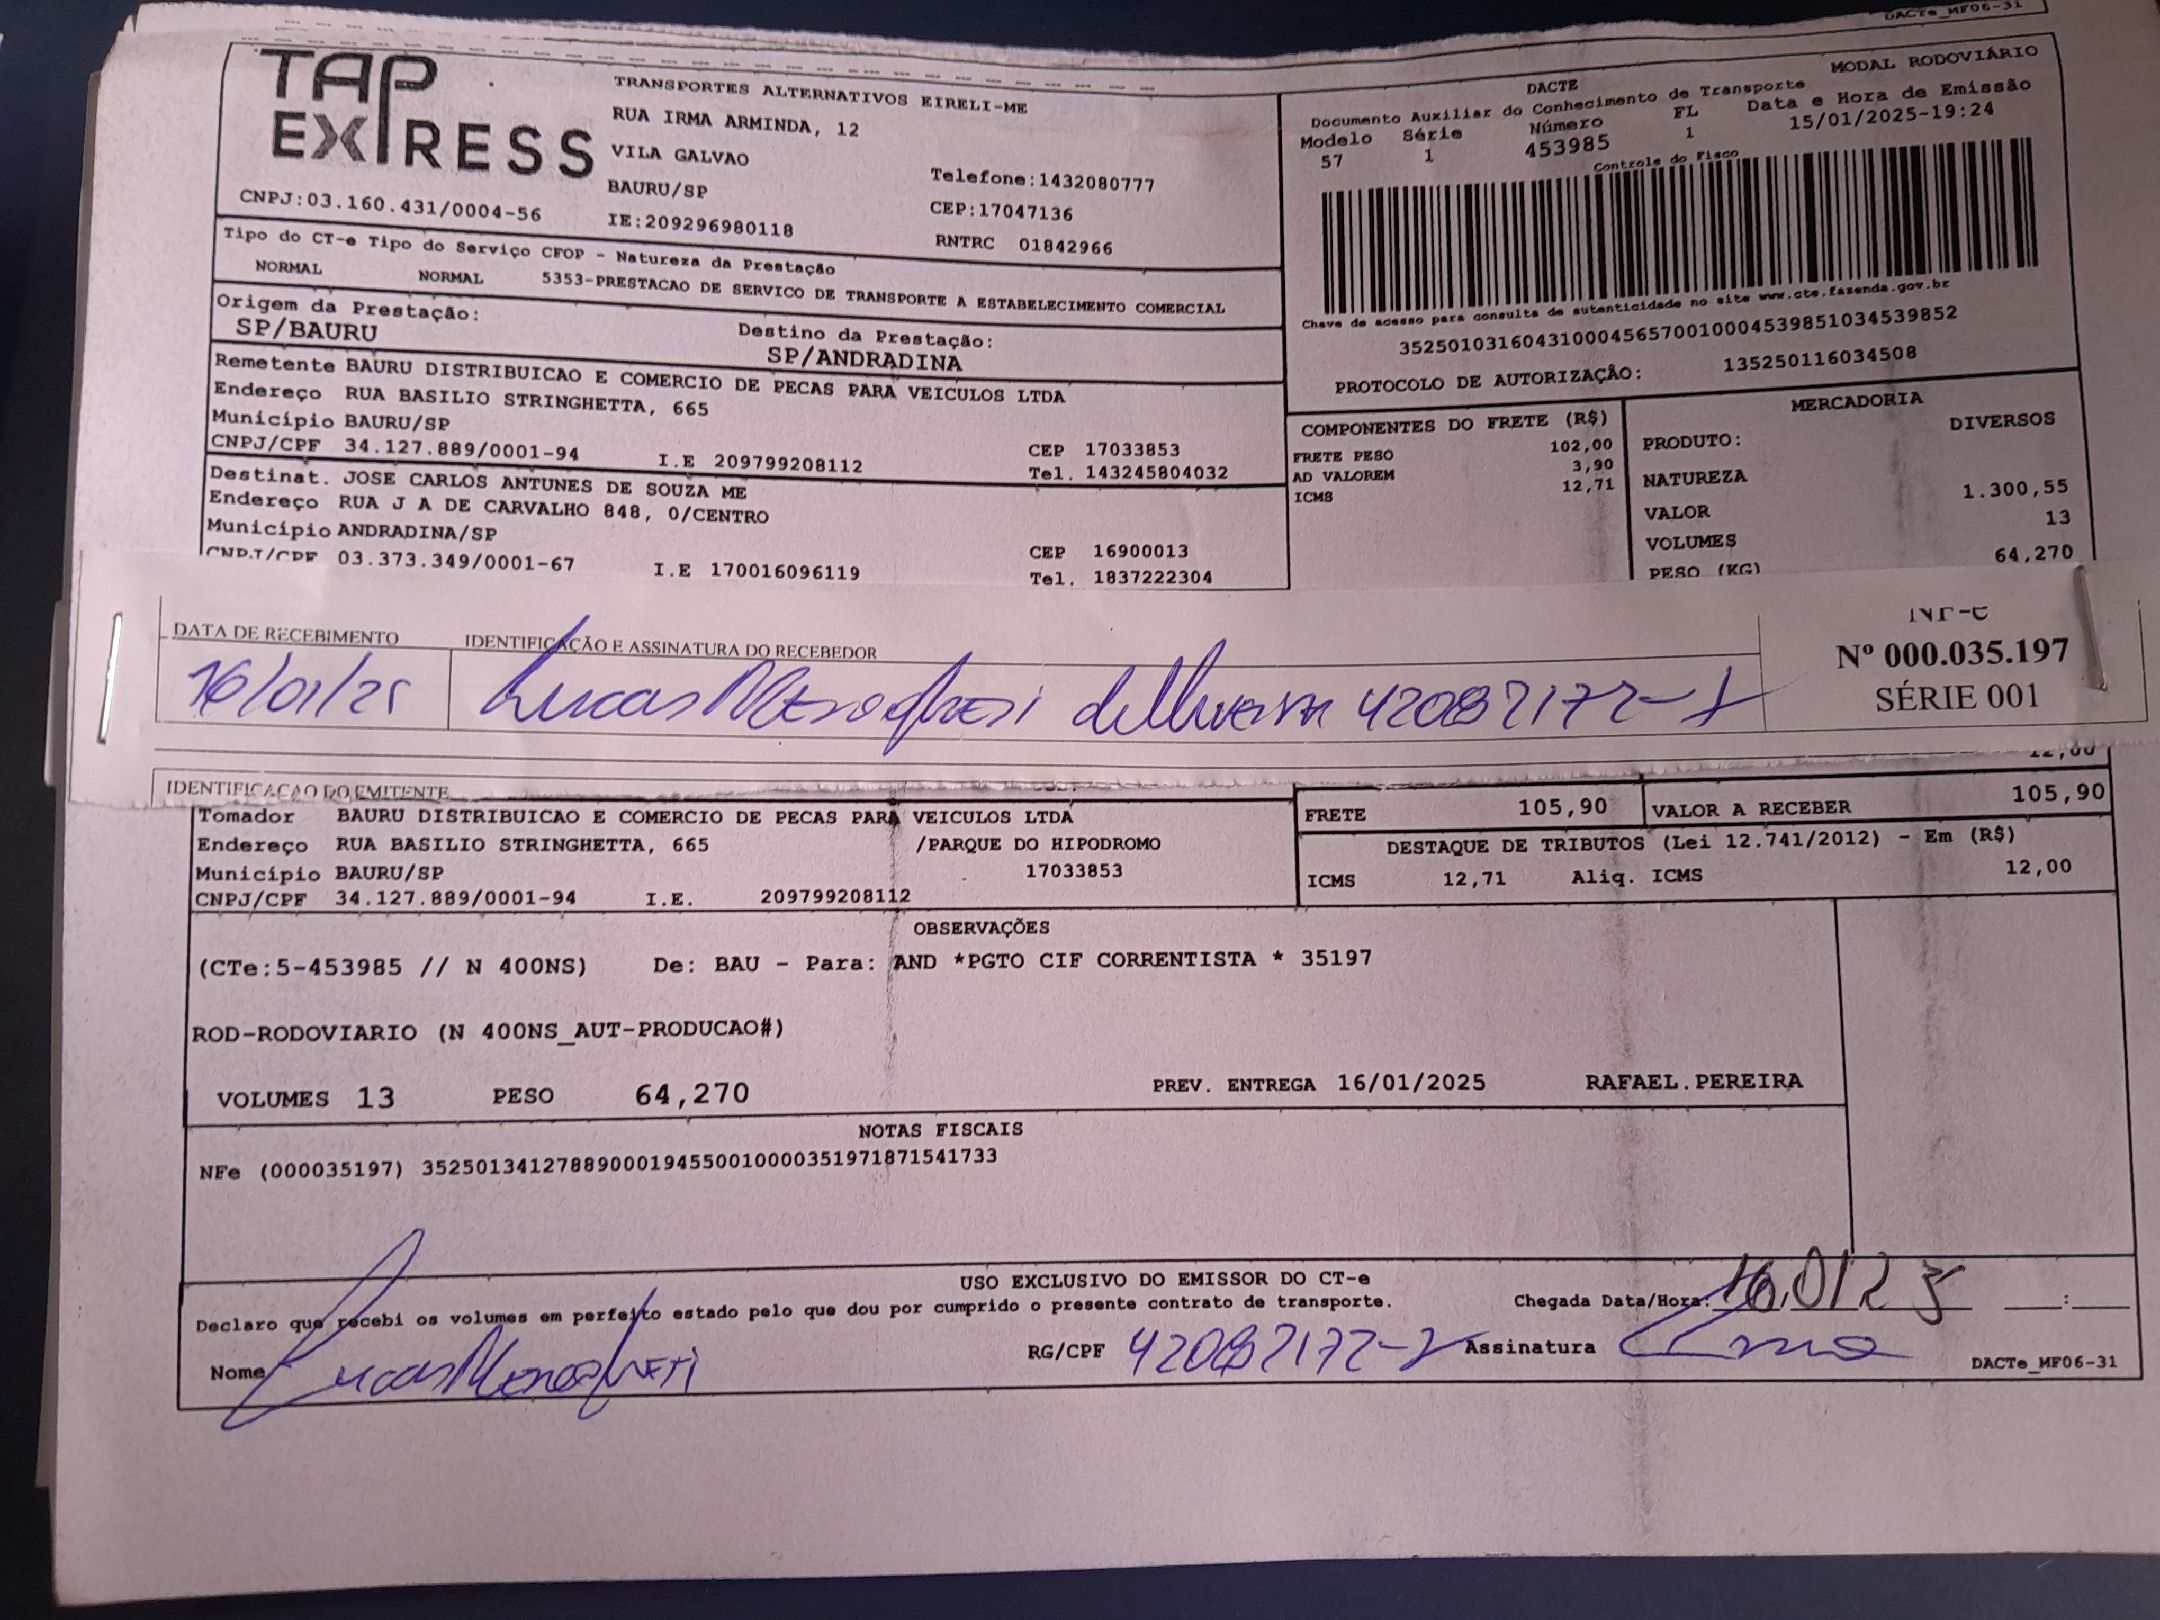 DACTe_MF06-31
TAP EXPRESS
TRANSPORTES ALTERNATIVOS EIRELI-ME
RUA IRMA ARMINDA, 12
VILA GALVAO
BAURU/SP
Telefone:1432080777
CEP:17047136
CNPJ:03.160.431/0004-56
IE:209296980118
RNTRC 01842966
DACTE
MODAL RODOVIÁRIO
Documento Auxiliar do Conhecimento de Transporte
Modelo Série Número FL Data e Hora de Emissão
57 1 453985 1 15/01/2025-19:24
Controle do Fisco
Chave de acesso para consulta de autenticidade no site www.cte.fazenda.gov.br
35250103160431000456570010004539851034539852
PROTOCOLO DE AUTORIZAÇÃO: 135250116034508
Tipo do CT-e Tipo do Serviço CFOP - Natureza da Prestação
NORMAL NORMAL 5353-PRESTACAO DE SERVICO DE TRANSPORTE A ESTABELECIMENTO COMERCIAL
Origem da Prestação: Destino da Prestação:
SP/BAURU SP/ANDRADINA
Remetente BAURU DISTRIBUICAO E COMERCIO DE PECAS PARA VEICULOS LTDA
Endereço RUA BASILIO STRINGHETTA, 665
Município BAURU/SP CEP 17033853
CNPJ/CPF 34.127.889/0001-94 I.E 209799208112 Tel. 143245804032
Destinat. JOSE CARLOS ANTUNES DE SOUZA ME
Endereço RUA J A DE CARVALHO 848, 0/CENTRO
Município ANDRADINA/SP CEP 16900013
CNPJ/CPF 03.373.349/0001-67 I.E 170016096119 Tel. 1837222304
COMPONENTES DO FRETE (R$)
FRETE PESO 102,00
AD VALOREM 3,90
ICMS 12,71
MERCADORIA
PRODUTO: DIVERSOS
NATUREZA
VALOR 1.300,55
VOLUMES 13
PESO (KG) 64,270
DATA DE RECEBIMENTO IDENTIFICAÇÃO E ASSINATURA DO RECEBEDOR
16/01/25 Lucas
NF-e
Nº 000.035.197
SÉRIE 001
12,00
IDENTIFICAÇAO DO EMITENTE
Tomador BAURU DISTRIBUICAO E COMERCIO DE PECAS PARA VEICULOS LTDA
Endereço RUA BASILIO STRINGHETTA, 665 /PARQUE DO HIPODROMO
Município BAURU/SP 17033853
CNPJ/CPF 34.127.889/0001-94 I.E. 209799208112
FRETE 105,90 VALOR A RECEBER 105,90
DESTAQUE DE TRIBUTOS (Lei 12.741/2012) - Em (R$)
ICMS 12,71 Aliq. ICMS 12,00
OBSERVAÇÕES
(CTe:5-453985 // N 400NS) De: BAU - Para: AND *PGTO CIF CORRENTISTA * 35197
ROD-RODOVIARIO (N 400NS_AUT-PRODUCAO#)
VOLUMES 13 PESO 64,270 PREV. ENTREGA 16/01/2025 RAFAEL.PEREIRA
NOTAS FISCAIS
NFe (000035197) 35250134127889000194550010000351971871541733
USO EXCLUSIVO DO EMISSOR DO CT-e
Declaro que recebi os volumes em perfeito estado pelo que dou por cumprido o presente contrato de transporte. Chegada Data/Hora: __:__
Nome Lucas RG/CPF Assinatura
DACTe_MF06-31